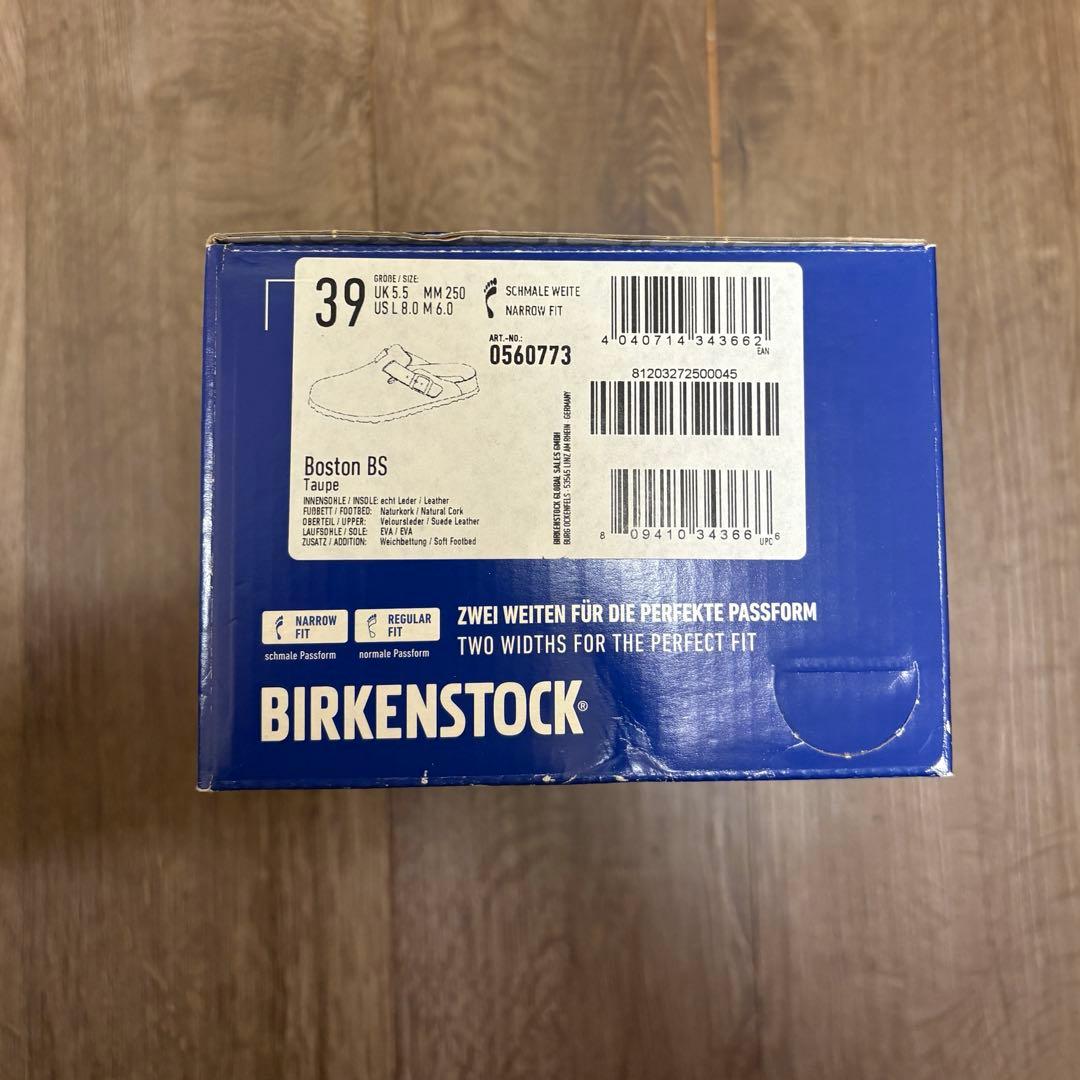 39
GRÖßE / SIZE:
UK 5.5 MM 250
US L 8.0 M 6.0
SCHMALE WEITE
NARROW FIT
ART.-NO.:
0560773
4 040714 343662
EAN
81203272500045
8 09410 34366 6
UPC
BIRKENSTOCK GLOBAL SALES GMBH
BURG OCKENFELS - 53545 LINZ AM RHEIN - GERMANY
Boston BS
Taupe
INNENSOHLE / INSOLE: echt Leder / Leather
FUßBETT / FOOTBED: Naturkork / Natural Cork
OBERTEIL / UPPER: Veloursleder / Suede Leather
LAUFSOHLE / SOLE: EVA / EVA
ZUSATZ / ADDITION: Weichbettung / Soft Footbed
NARROW FIT
schmale Passform
REGULAR FIT
normale Passform
ZWEI WEITEN FÜR DIE PERFEKTE PASSFORM
TWO WIDTHS FOR THE PERFECT FIT
BIRKENSTOCK®